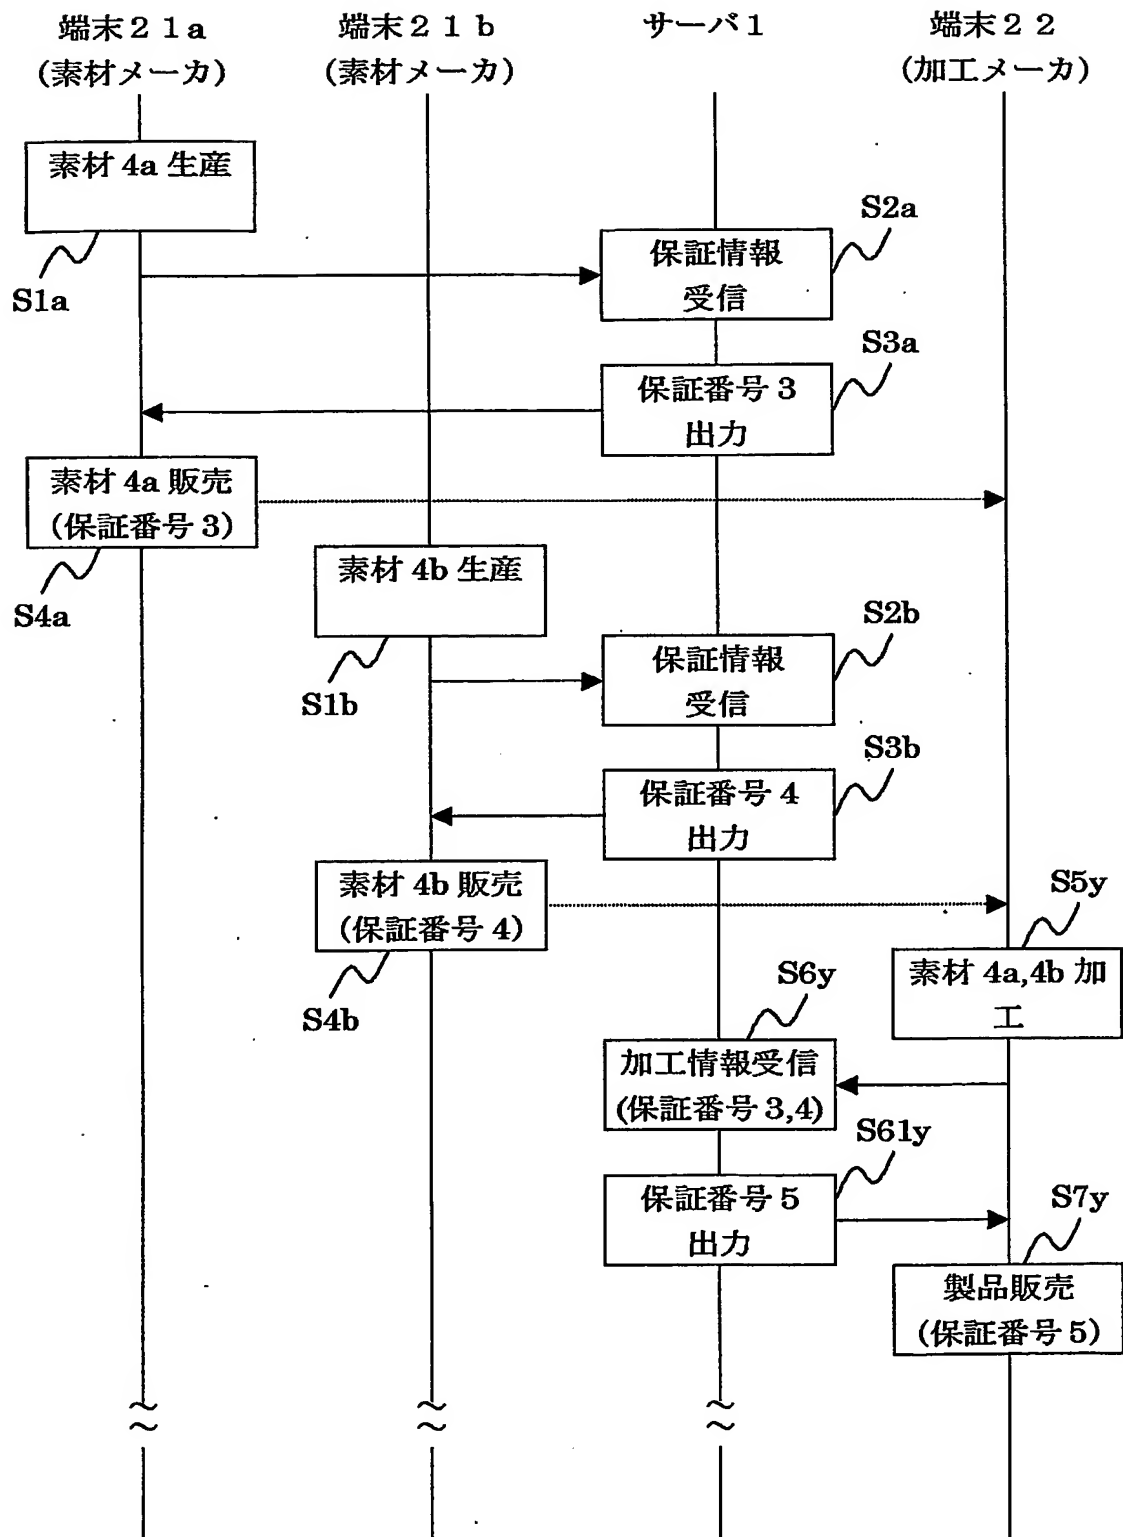 端末２１a
(素材メーカ)
端末２１b
(素材メーカ)
サーバ１
端末２２
(加工メーカ)
素材 4a 生産
S1a
保証情報
受信
S2a
保証番号３
出力
S3a
素材 4a 販売
(保証番号３)
S4a
素材 4b 生産
S1b
保証情報
受信
S2b
保証番号４
出力
S3b
素材 4b 販売
(保証番号４)
S4b
S5y
素材 4a,4b 加
工
S6y
加工情報受信
(保証番号３,４)
S61y
保証番号５
出力
S7y
製品販売
(保証番号５)